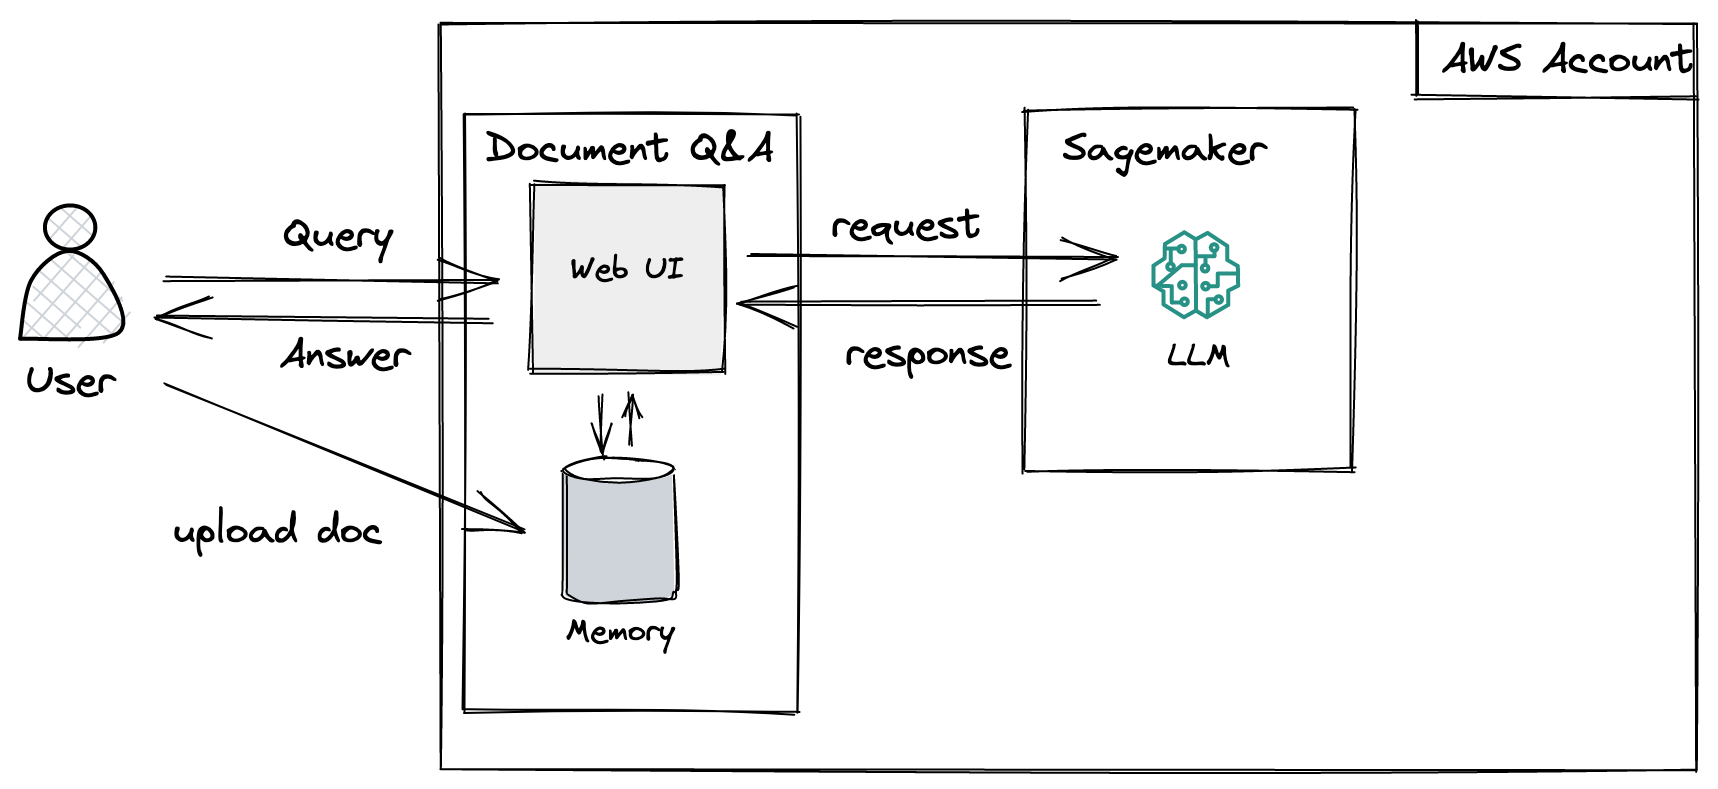 AWS Account
Document Q&A
Sagemaker
Query
request
Web UI
Answer
response
LLM
User
upload doc
Memory